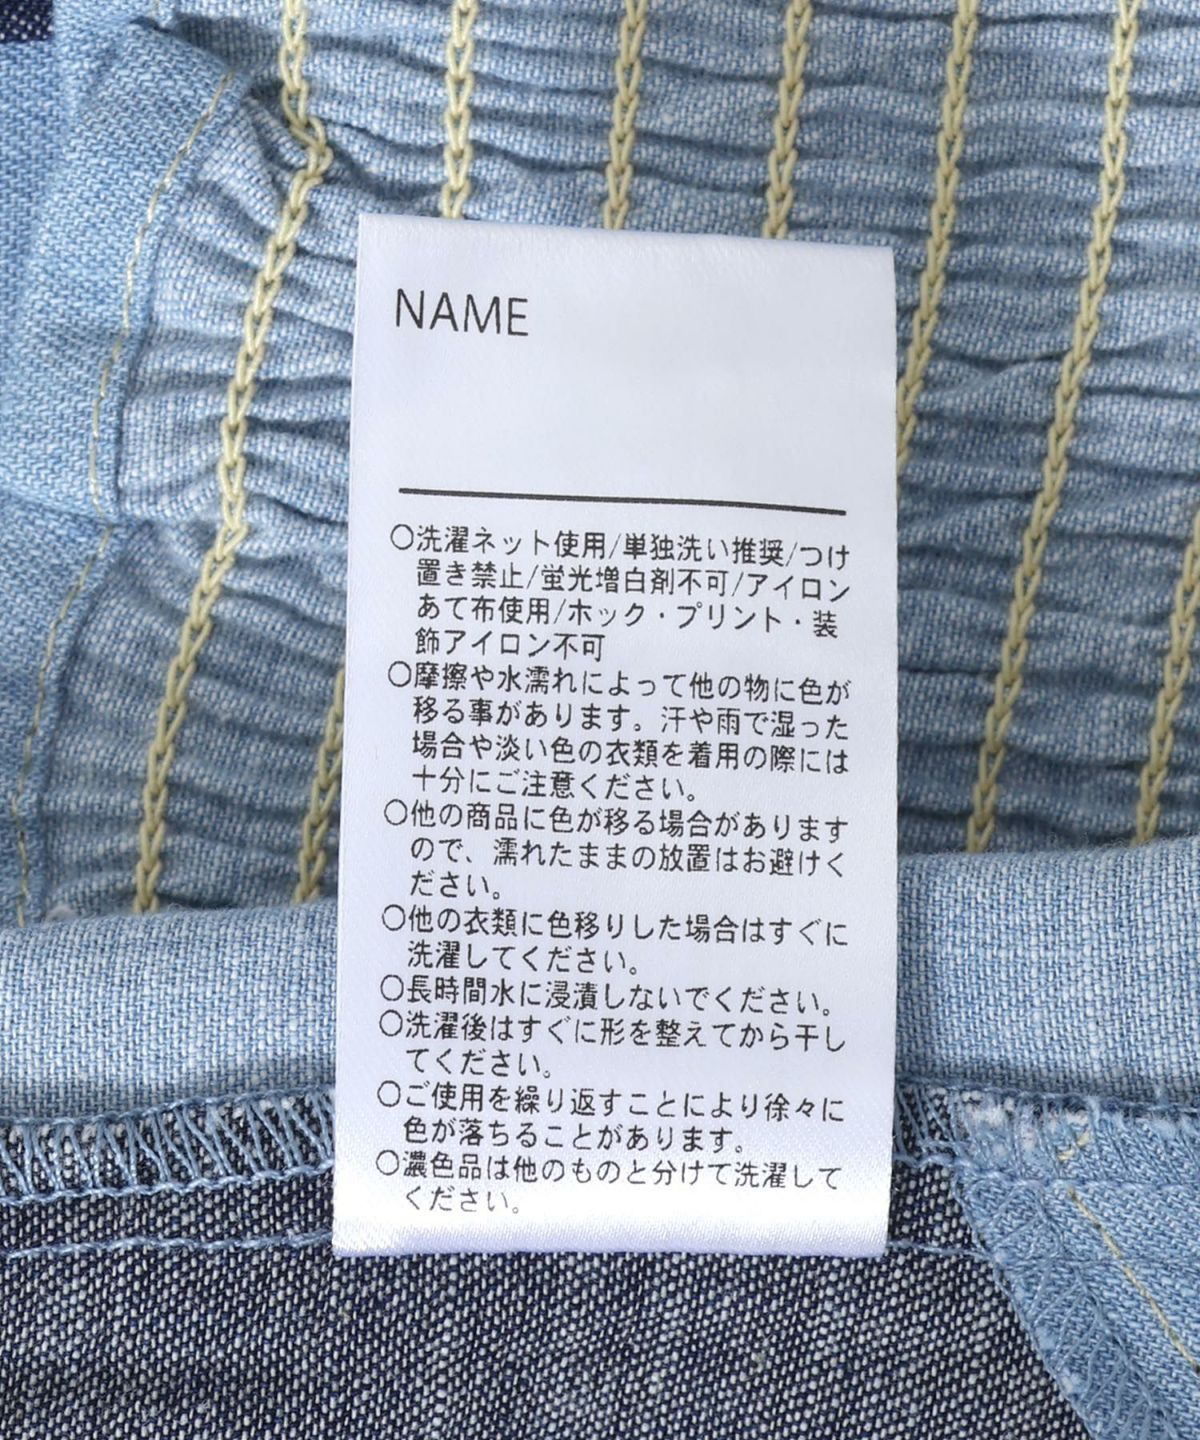 NAME
○洗濯ネット使用/単独洗い推奨/つけ
置き禁止/蛍光増白剤不可/アイロン
あて布使用/ホック・プリント・装
飾アイロン不可
○摩擦や水濡れによって他の物に色が
移る事があります。汗や雨で湿った
場合や淡い色の衣類を着用の際には
十分にご注意ください。
○他の商品に色が移る場合があります
ので、濡れたままの放置はお避けく
ださい。
○他の衣類に色移りした場合はすぐに
洗濯してください。
○長時間水に浸漬しないでください。
○洗濯後はすぐに形を整えてから干し
てください。
○ご使用を繰り返すことにより徐々に
色が落ちることがあります。
○濃色品は他のものと分けて洗濯して
ください。